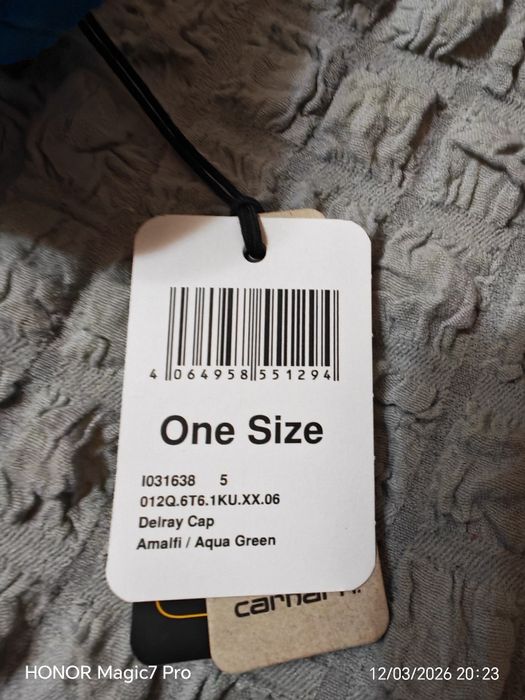 4 064958 551294
One Size
I031638 5
012Q.6T6.1KU.XX.06
Delray Cap
Amalfi / Aqua Green
HONOR Magic7 Pro
12/03/2026 20:23